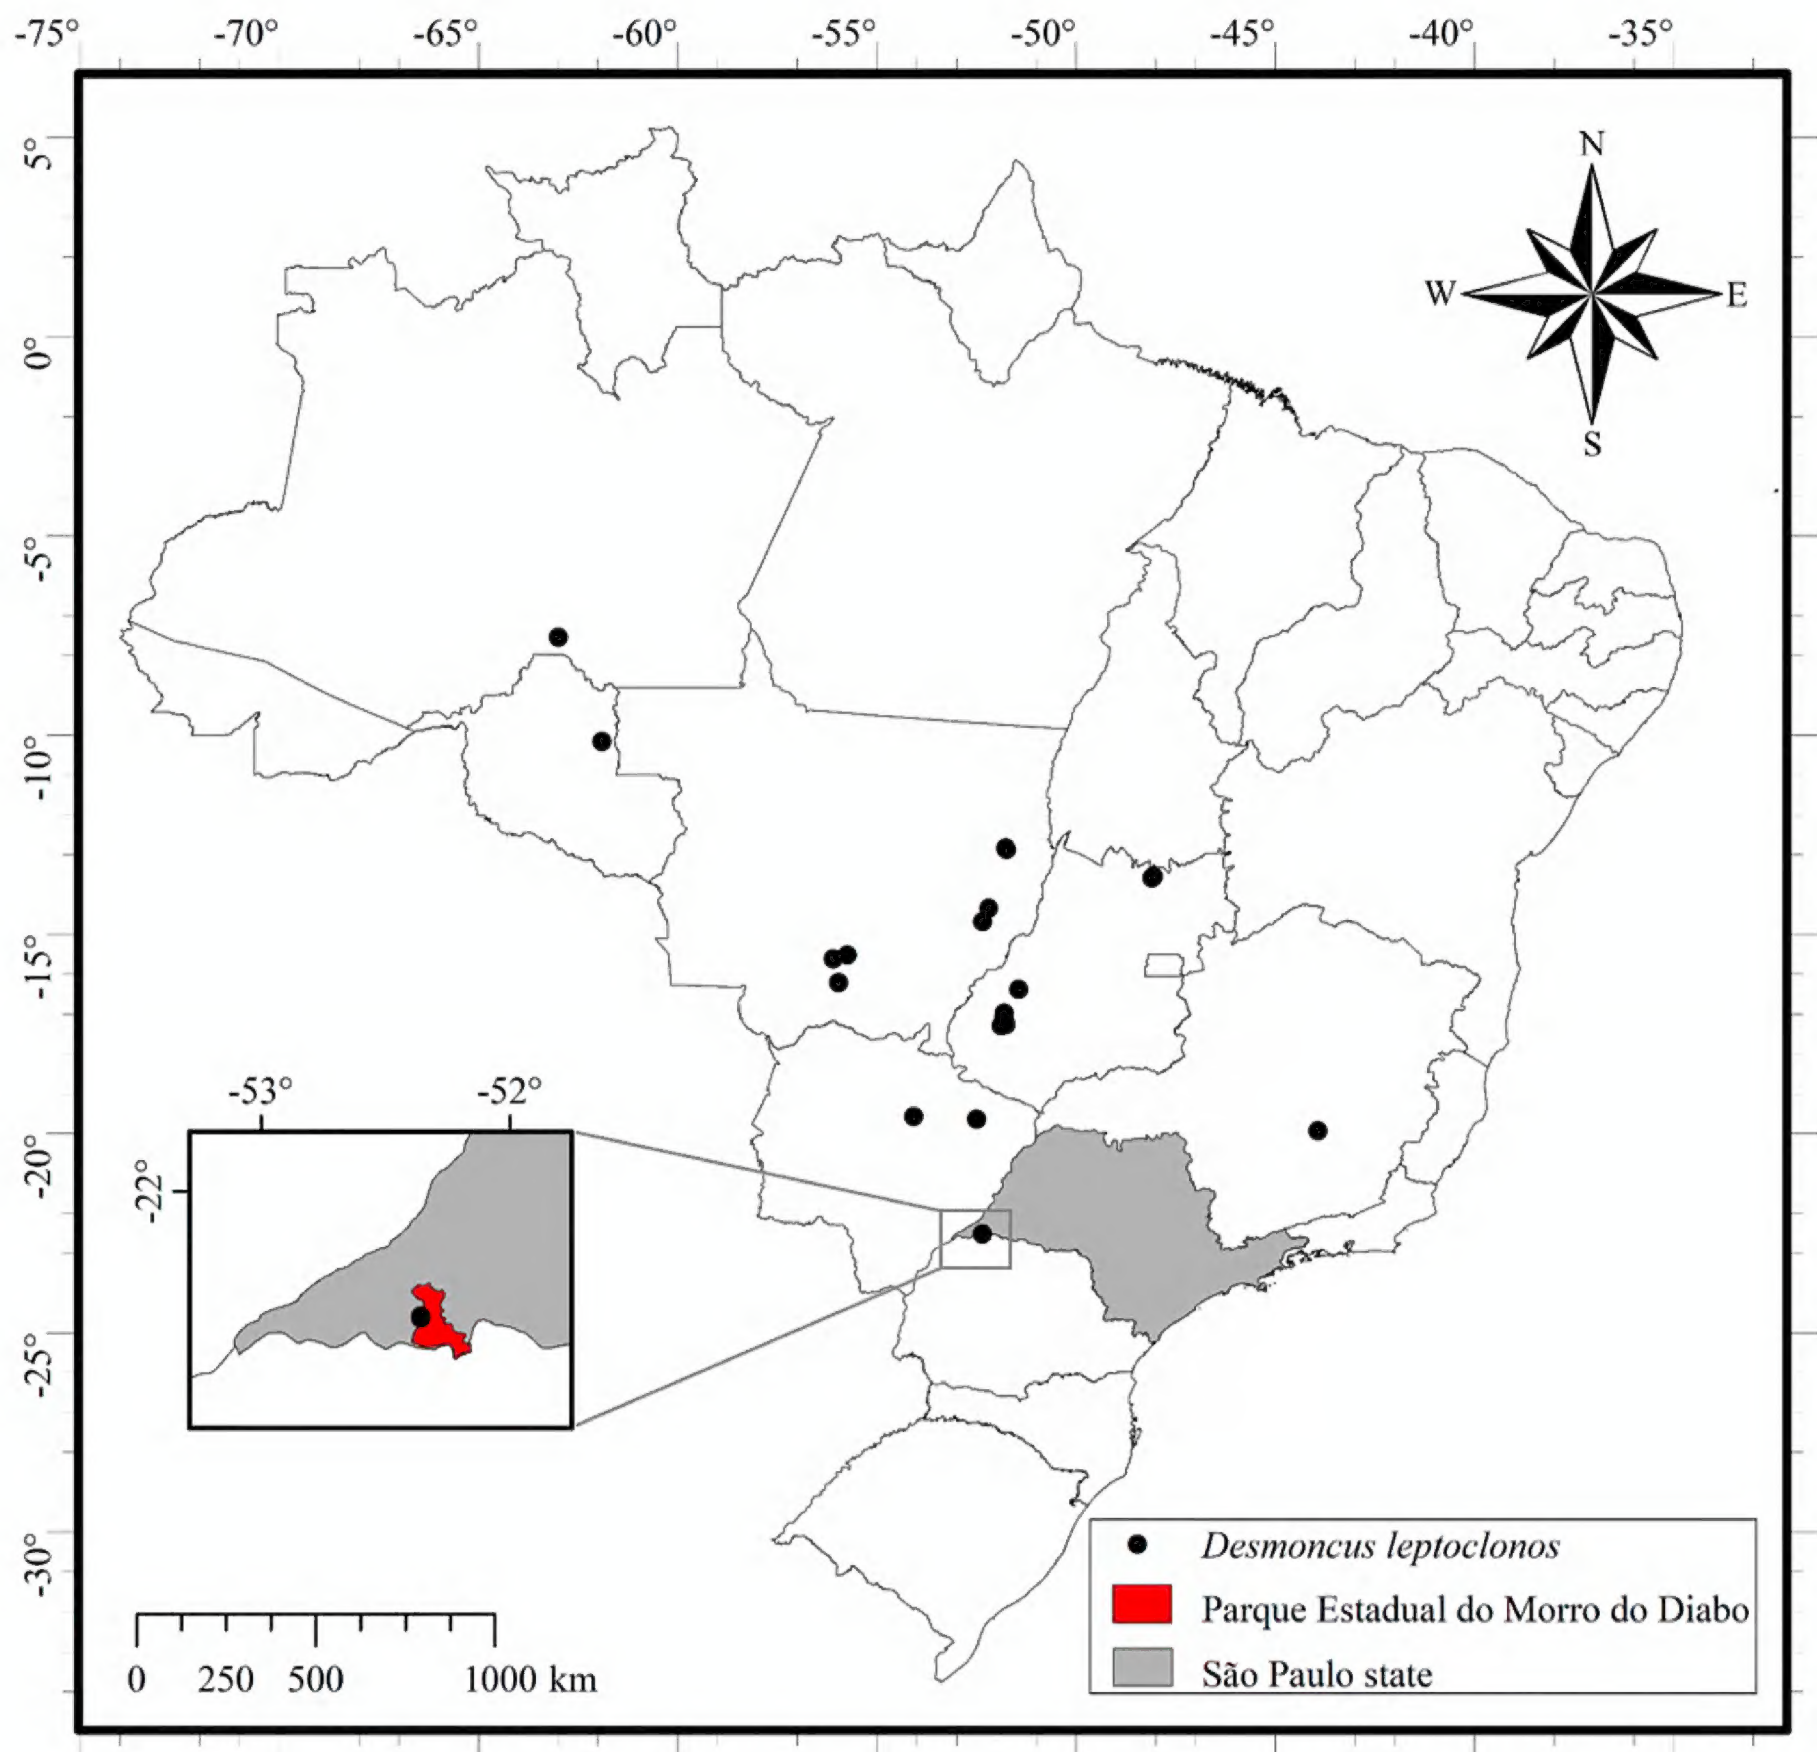 -75° -70° -65° -60° -55° -50° -45° -40° -35°
5°
0°
-5°
-10°
-15°
-20°
-25°
-30°
N
W E
S
-53° -52°
-22°
0 250 500 1000 km
Desmoncus leptoclonos
Parque Estadual do Morro do Diabo
São Paulo state